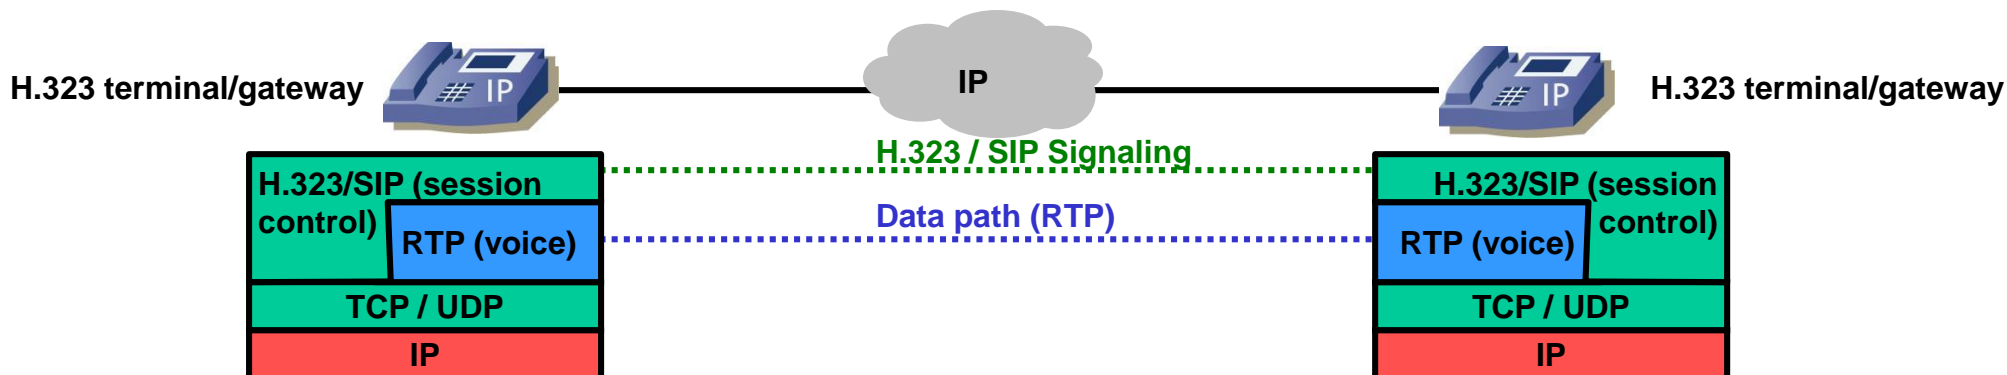 H.323 terminal/gateway
IP
IP
IP
H.323 terminal/gateway
H.323 / SIP Signaling
H.323/SIP (session
control)
RTP (voice)
TCP / UDP
IP
Data path (RTP)
H.323/SIP (session
control)
RTP (voice)
TCP / UDP
IP